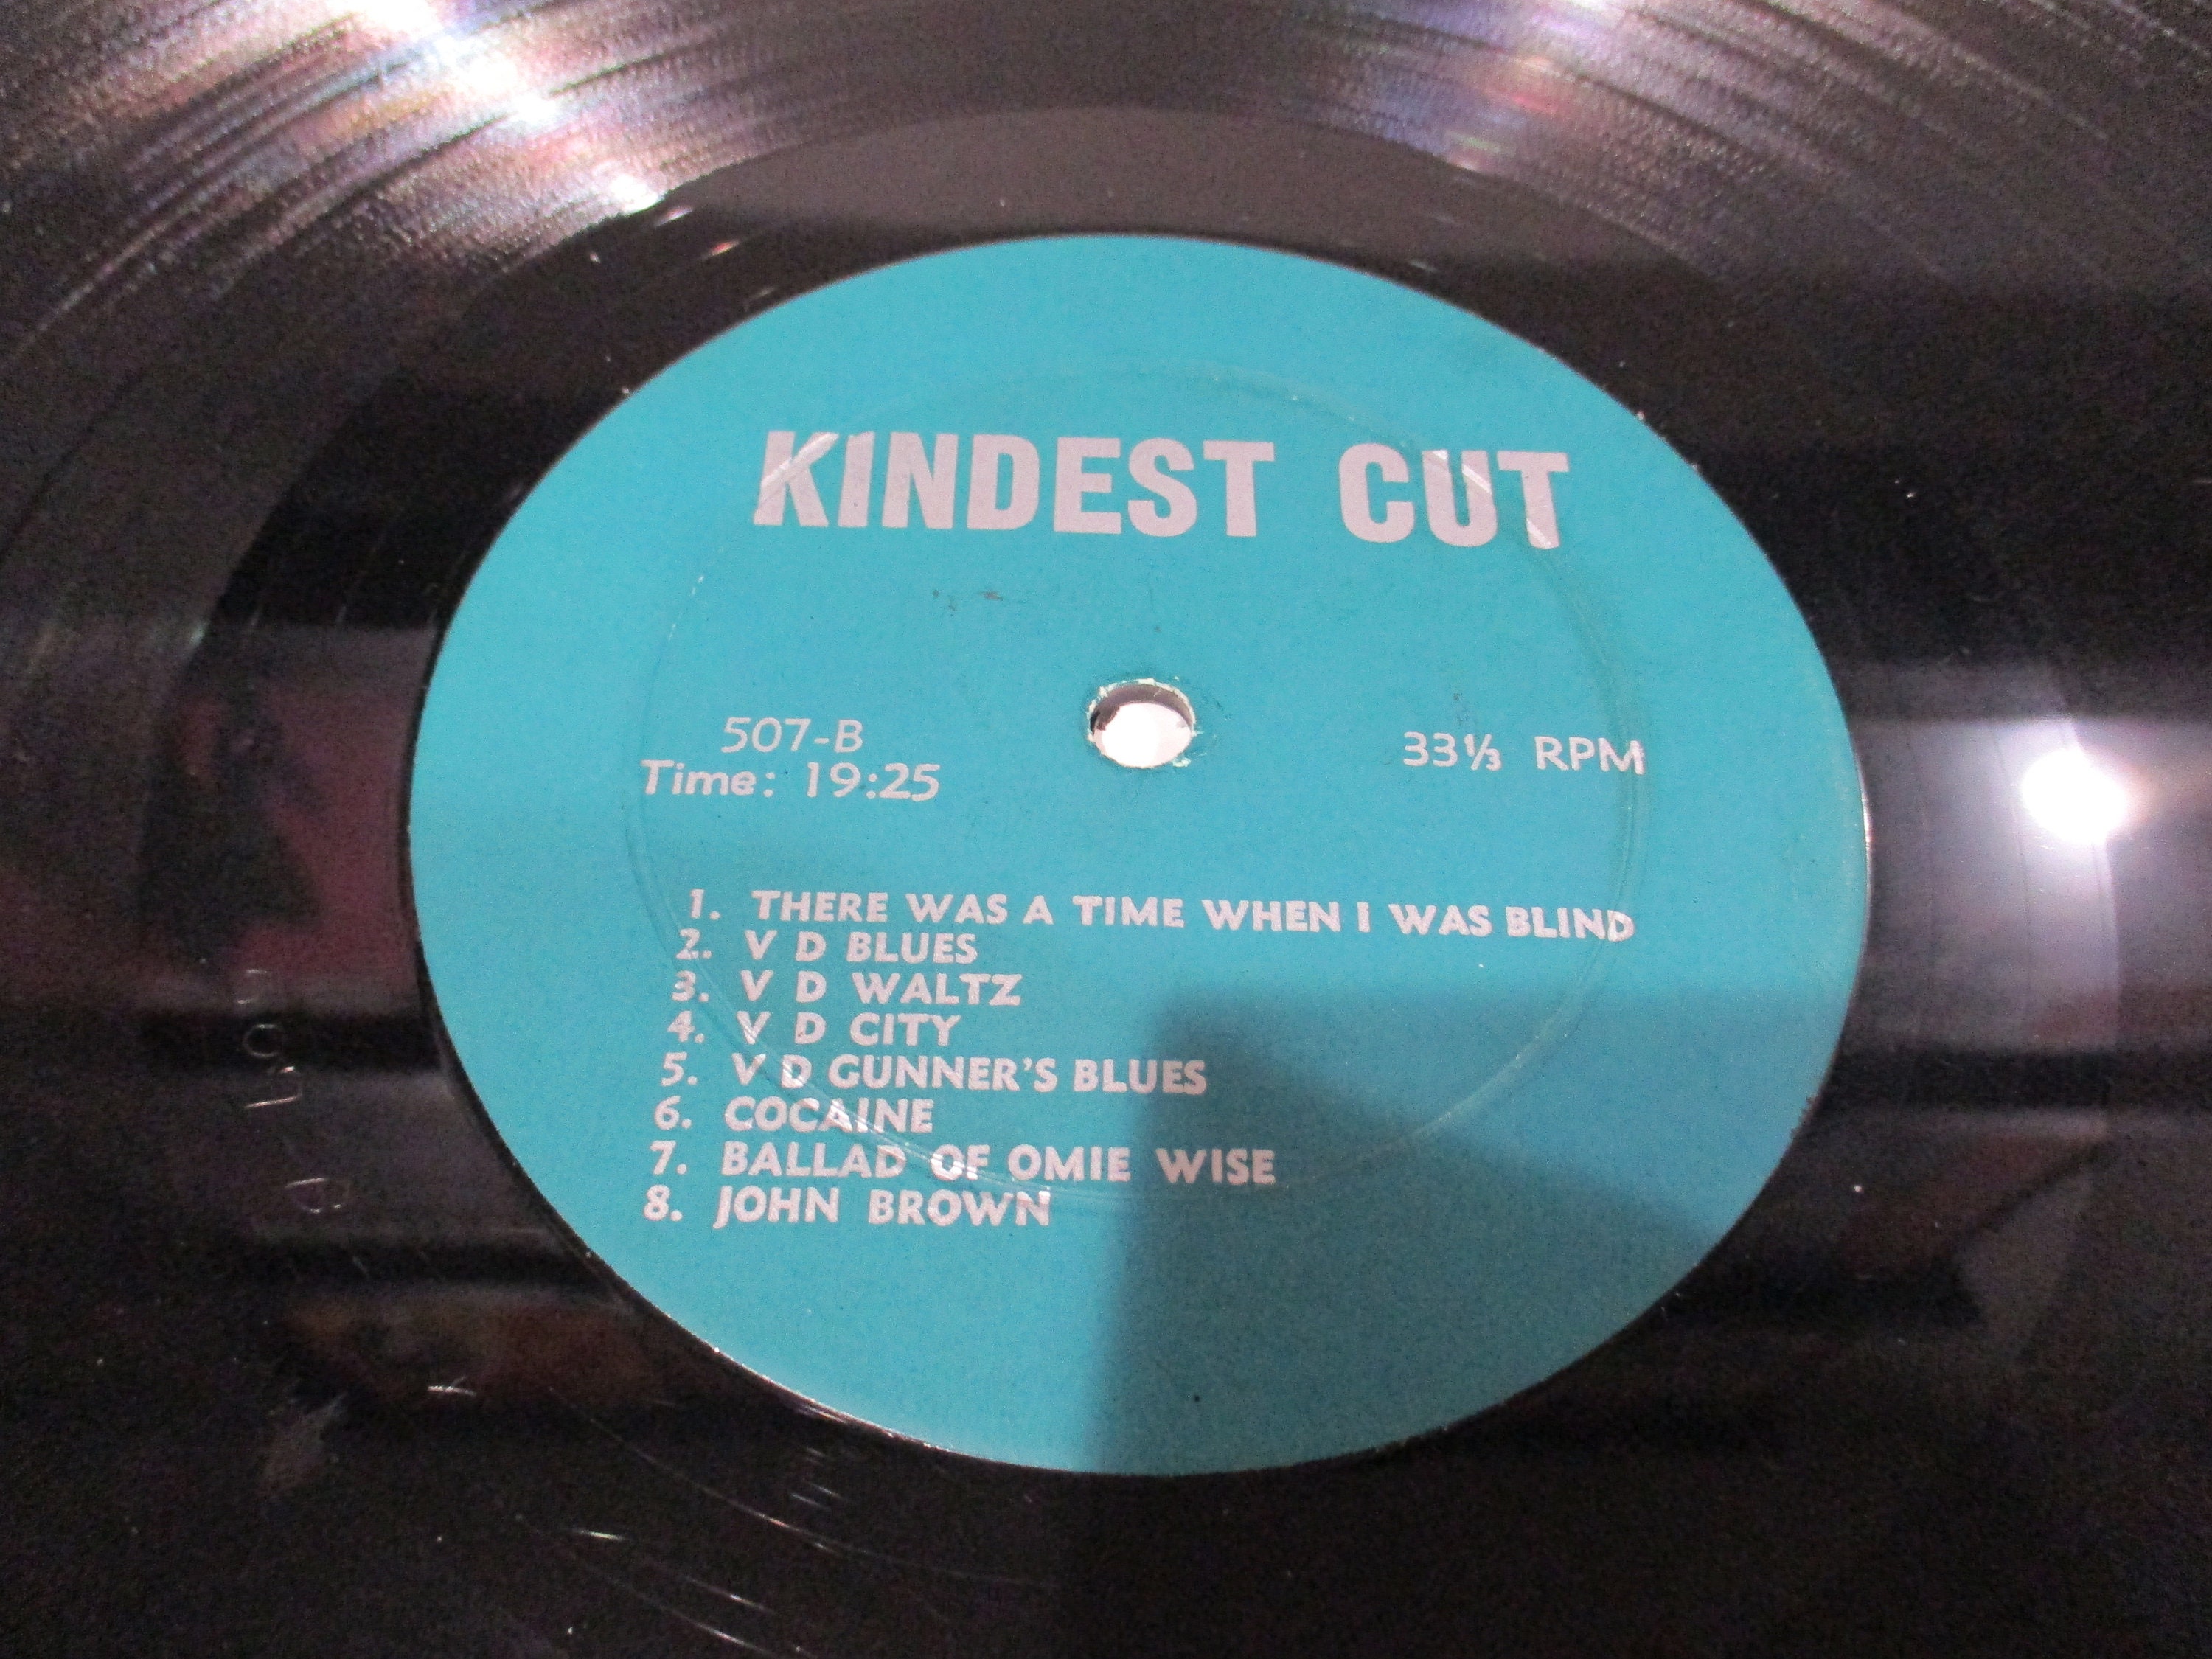 KINDEST CUT
507-B
Time: 19:25
33⅓ RPM
1. THERE WAS A TIME WHEN I WAS BLIND
2. V D BLUES
3. V D WALTZ
4. V D CITY
5. V D GUNNER'S BLUES
6. COCAINE
7. BALLAD OF OMIE WISE
8. JOHN BROWN